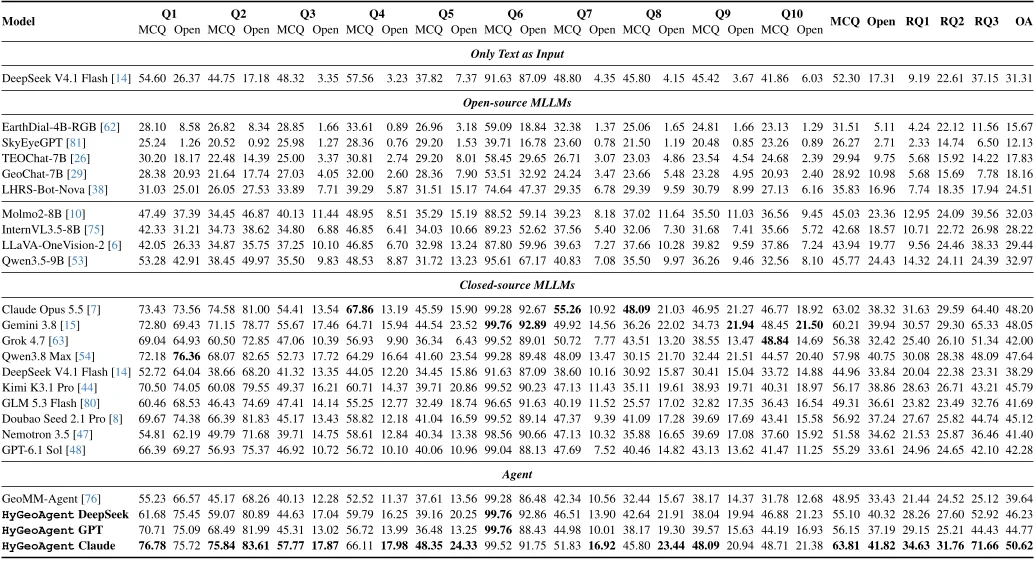 Model Q1 Q2 Q3 Q4 Q5 Q6 Q7 Q8 Q9 Q10 MCQ Open RQ1 RQ2 RQ3 OA
MCQ Open MCQ Open MCQ Open MCQ Open MCQ Open MCQ Open MCQ Open MCQ Open MCQ Open MCQ Open
Only Text as Input
DeepSeek V4.1 Flash [14] 54.60 26.37 44.75 17.18 48.32 3.35 57.56 3.23 37.82 7.37 91.63 87.09 48.80 4.35 45.80 4.15 45.42 3.67 41.86 6.03 52.30 17.31 9.19 22.61 37.15 31.31
Open-source MLLMs
EarthDial-4B-RGB [62] 28.10 8.58 26.82 8.34 28.85 1.66 33.61 0.89 26.96 3.18 59.09 18.84 32.38 1.37 25.06 1.65 24.81 1.66 23.13 1.29 31.51 5.11 4.24 22.12 11.56 15.67
SkyEyeGPT [81] 25.24 1.26 20.52 0.92 25.98 1.27 28.36 0.76 29.20 1.52 39.71 16.78 23.60 0.78 21.50 1.19 20.48 0.85 23.26 0.89 26.27 2.71 2.33 14.74 6.50 12.13
TEOChat-7B [26] 30.20 18.17 22.48 14.39 25.00 3.37 30.81 2.74 29.20 8.01 58.45 29.65 26.71 3.07 23.03 4.86 23.54 4.54 24.68 2.39 29.94 9.75 5.68 15.92 14.22 17.83
GeoChat-7B [29] 28.38 20.93 21.64 17.74 27.03 4.05 32.00 2.60 28.36 7.90 53.51 32.92 24.24 3.47 23.66 5.48 23.28 4.95 20.93 2.40 28.92 10.98 5.68 15.69 7.78 18.16
LHRS-Bot-Nova [38] 31.03 25.01 26.05 27.53 33.89 7.71 39.29 5.87 31.51 15.17 74.64 47.37 29.35 6.78 29.39 9.59 30.79 8.99 27.13 6.16 35.83 16.96 7.74 18.35 17.94 24.51
Molmo2-8B [10] 47.49 37.39 34.45 46.87 40.13 11.44 48.95 8.51 35.29 15.19 88.52 59.14 39.23 8.18 37.02 11.64 35.50 11.03 36.56 9.45 45.03 23.36 12.95 24.09 39.56 32.03
InternVL3.5-8B [75] 42.33 31.21 34.73 38.62 34.80 6.88 46.85 6.41 34.03 10.66 89.23 52.62 37.56 5.40 32.06 7.30 31.68 7.41 35.66 5.72 42.68 18.57 10.71 22.72 26.98 28.22
LLaVA-OneVision-2 [6] 42.05 26.33 34.87 35.75 37.25 10.10 46.85 6.70 32.98 13.24 87.80 59.96 39.63 7.27 37.66 10.28 39.82 9.59 37.86 7.24 43.94 19.77 9.56 24.46 38.33 29.44
Qwen3.5-9B [53] 53.28 42.91 38.45 49.97 35.50 9.83 48.53 8.87 31.72 13.23 95.61 67.17 40.83 7.08 35.50 9.97 36.26 9.46 32.56 8.10 45.77 24.43 14.32 24.11 24.39 32.97
Closed-source MLLMs
Claude Opus 5.5 [7] 73.43 73.56 74.58 81.00 54.41 13.54 67.86 13.19 45.59 15.90 99.28 92.67 55.26 10.92 48.09 21.03 46.95 21.27 46.77 18.92 63.02 38.32 31.63 29.59 64.40 48.20
Gemini 3.8 [15] 72.80 69.43 71.15 78.77 55.67 17.46 64.71 15.94 44.54 23.52 99.76 92.89 49.92 14.56 36.26 22.02 34.73 21.94 48.45 21.50 60.21 39.94 30.57 29.30 65.33 48.05
Grok 4.7 [63] 69.04 64.93 60.50 72.85 47.06 10.39 56.93 9.90 36.34 6.43 99.52 89.01 50.72 7.77 43.51 13.20 38.55 13.47 48.84 14.69 56.38 32.42 25.40 26.10 51.34 42.00
Qwen3.8 Max [54] 72.18 76.36 68.07 82.65 52.73 17.72 64.29 16.64 41.60 23.54 99.28 89.48 48.09 13.47 30.15 21.70 32.44 21.51 44.57 20.40 57.98 40.75 30.08 28.38 48.09 47.64
DeepSeek V4.1 Flash [14] 52.72 64.04 38.66 68.20 41.32 13.35 44.05 12.20 34.45 15.86 91.63 87.69 38.60 10.16 30.92 15.87 30.41 15.04 33.72 14.88 44.96 33.84 20.04 22.38 23.31 38.29
Kimi K3.1 Pro [44] 70.50 74.05 60.08 79.55 49.37 16.21 60.71 14.37 39.71 20.86 99.52 90.23 47.13 11.43 35.11 19.61 38.93 19.71 40.31 18.97 56.17 38.86 28.63 26.71 43.21 45.79
GLM 5.3 Flash [80] 60.46 68.53 46.43 74.69 47.41 14.14 55.25 12.77 32.49 18.74 96.65 91.63 40.19 11.52 25.57 17.02 32.82 17.35 36.43 16.54 49.31 36.61 23.82 23.49 32.76 41.69
Doubao Seed 2.1 Pro [8] 69.67 74.38 66.39 81.83 45.17 13.43 58.82 12.18 41.04 16.59 99.52 89.14 47.37 9.39 41.09 17.28 39.69 17.69 43.41 15.58 56.92 37.24 27.67 25.82 44.74 45.12
Nemotron 3.5 [47] 54.81 62.19 49.79 71.68 39.71 14.75 58.61 12.84 40.34 13.38 98.56 90.66 47.13 10.32 35.88 16.65 39.69 17.08 37.60 15.92 51.58 34.62 21.53 25.87 36.46 41.40
GPT-6.1 Sol [48] 66.39 69.27 56.93 75.37 46.92 10.72 56.72 10.10 40.06 10.96 99.04 88.13 47.69 7.52 40.46 14.82 43.13 13.62 41.47 11.25 55.29 33.61 24.96 24.65 42.10 42.28
Agent
GeoMM-Agent [76] 55.23 66.57 45.17 68.26 40.13 12.28 52.52 11.37 37.61 13.56 99.28 86.48 42.34 10.56 32.44 15.67 38.17 14.37 31.78 12.68 48.95 33.43 21.44 24.52 25.12 39.64
HyGeoAgent DeepSeek 61.68 75.45 59.07 80.89 44.63 17.04 59.79 16.25 39.16 20.25 99.76 92.86 46.51 13.90 42.64 21.91 38.04 19.94 46.88 21.23 55.10 40.32 28.26 27.60 52.92 46.23
HyGeoAgent GPT 70.71 75.09 68.49 81.99 45.31 13.02 56.72 13.99 36.48 13.25 99.76 88.43 44.98 10.01 38.17 19.30 39.57 15.63 44.19 16.93 56.15 37.19 29.15 25.21 44.43 44.77
HyGeoAgent Claude 76.78 75.72 75.84 83.61 57.77 17.87 66.11 17.98 48.35 24.33 99.52 91.75 51.83 16.92 45.80 23.44 48.09 20.94 48.71 21.38 63.81 41.82 34.63 31.76 71.66 50.62